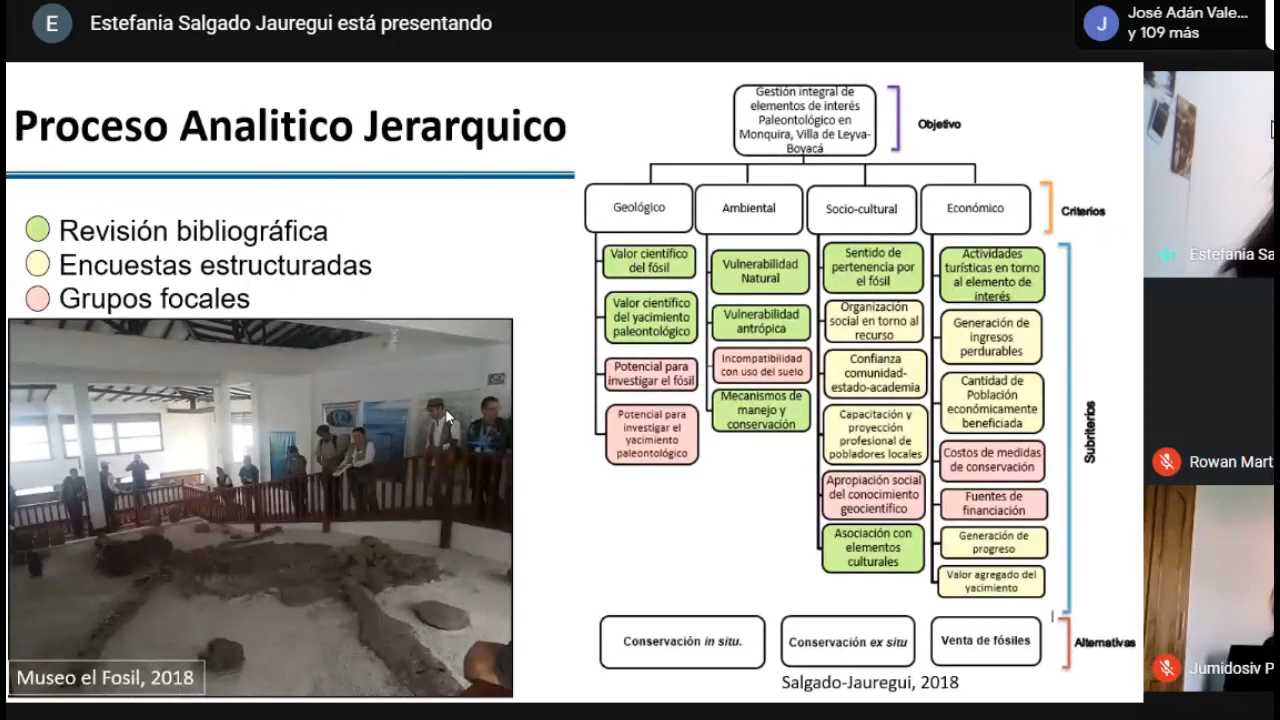 E
Estefania Salgado Jauregui está presentando
J
José Adán Vale...
y 109 más
Proceso Analitico Jerarquico
Revisión bibliográfica
Encuestas estructuradas
Grupos focales
Museo el Fosil, 2018
Gestión integral de
elementos de interés
Paleontológico en
Monquira, Villa de Leyva-
Boyacá
Objetivo
Geológico
Ambiental
Socio-cultural
Económico
Criterios
Valor científico
del fósil
Valor científico
del yacimiento
paleontológico
Potencial para
investigar el fósil
Potencial para
investigar el
yacimiento
paleontológico
Vulnerabilidad
Natural
Vulnerabilidad
antrópica
Incompatibilidad
con uso del suelo
Mecanismos de
manejo y
conservación
Sentido de
pertenencia por
el fósil
Organización
social en torno al
recurso
Confianza
comunidad-
estado-academia
Capacitación y
proyección
profesional de
pobladores locales
Apropiación social
del conocimiento
geocientífico
Asociación con
elementos
culturales
Actividades
turísticas en torno
al elemento de
interés
Generación de
ingresos
perdurables
Cantidad de
Población
económicamente
beneficiada
Costos de medidas
de conservación
Fuentes de
financiación
Generación de
progreso
Valor agregado del
yacimiento
Subriterios
Conservación in situ.
Conservación ex situ
Venta de fósiles
Alternativas
Salgado-Jauregui, 2018
Estefania Sa
Rowan Mart
Jumidosiv P